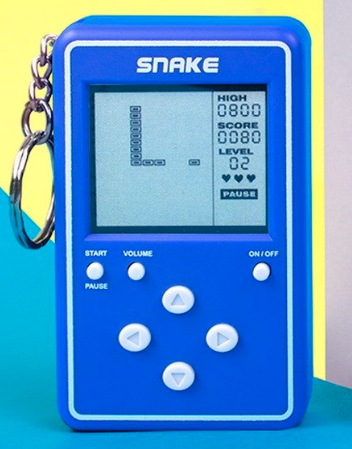 SNAKE
HIGH
0800
SCORE
0080
LEVEL
02
PAUSE
START
PAUSE
VOLUME
ON / OFF